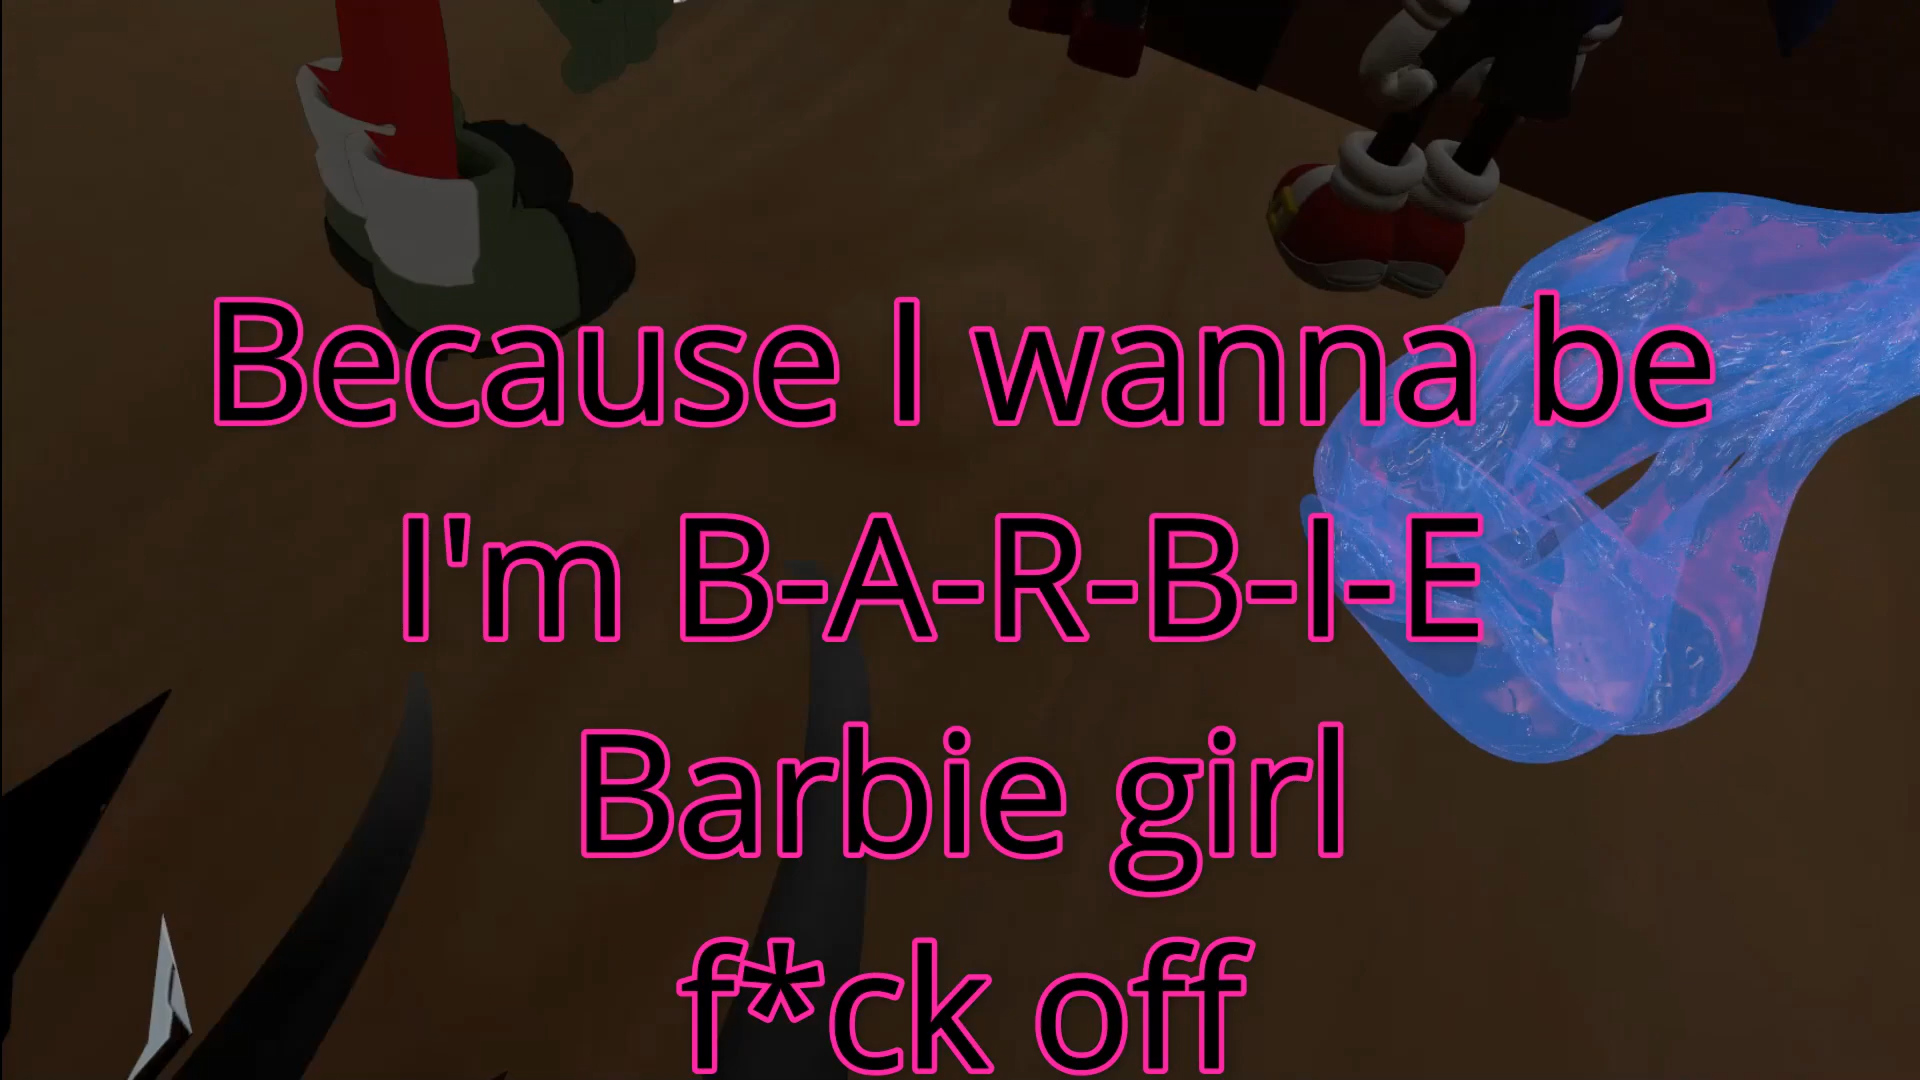 Because I wanna be
I'm B-A-R-B-I-E
Barbie girl
f*ck off